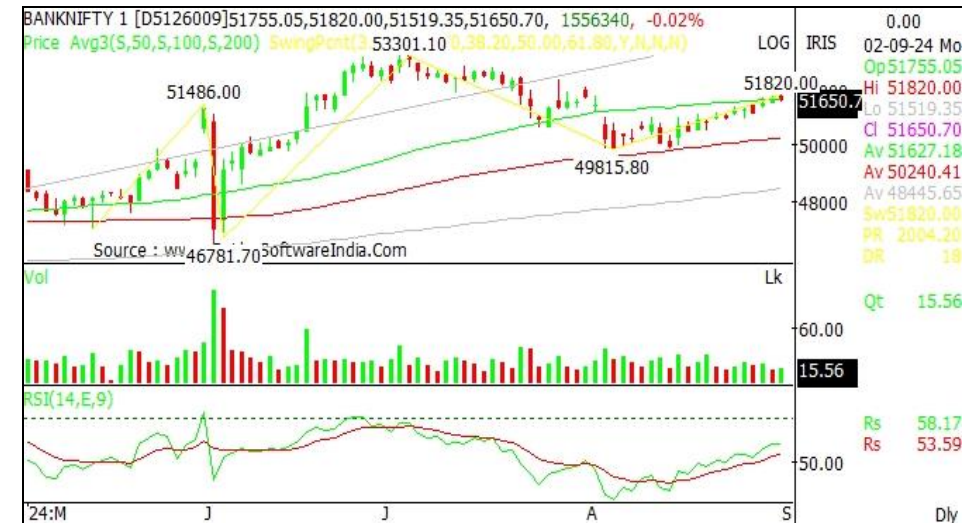 BANKNIFTY 1 [D5126009]51755.05,51820.00,51519.35,51650.70, 1556340, -0.02%
Price Avg3(S,50,S,100,S,200) SwingPcnt(3 0,38.20,50.00,61.80,Y,N,N,N) LOG
53301.10
51486.00
51820.00
49815.80
46781.70
Source : ww SoftwareIndia.Com
IRIS
51650.7
50000
48000
0.00
02-09-24 Mo
Op51755.05
Hi 51820.00
Lo 51519.35
Cl 51650.70
Av 51627.18
Av 50240.41
Av 48445.65
Sw51820.00
PR 2004.20
DR 18
Vol Lk
60.00
15.56
Qt 15.56
RSI(14,E,9)
50.00
Rs 58.17
Rs 53.59
'24:M J J A S Dly